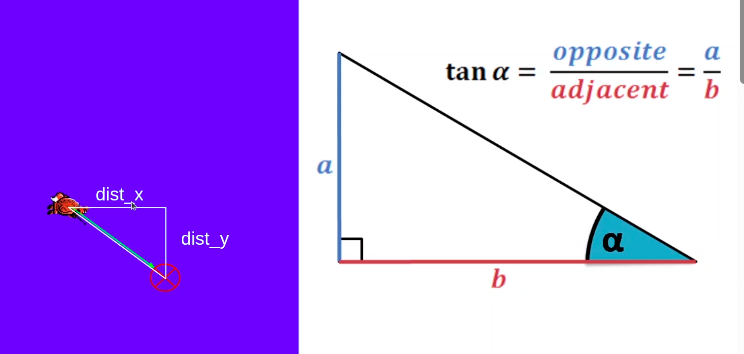 dist_x
dist_y
tan α = opposite / adjacent = a / b
a
α
b